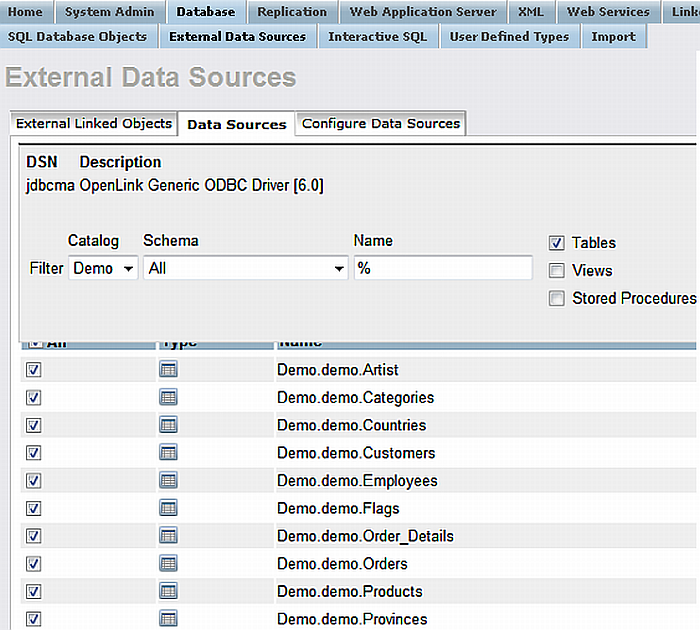 Home System Admin Database Replication Web Application Server XML Web Services
SQL Database Objects External Data Sources Interactive SQL User Defined Types Import
External Data Sources
External Linked Objects Data Sources Configure Data Sources
DSN Description
jdbcma OpenLink Generic ODBC Driver [6.0]
Catalog Schema Name
Tables
Filter Demo All %
Views
Stored Procedures
All Type Name
Demo.demo.Artist
Demo.demo.Categories
Demo.demo.Countries
Demo.demo.Customers
Demo.demo.Employees
Demo.demo.Flags
Demo.demo.Order_Details
Demo.demo.Orders
Demo.demo.Products
Demo.demo.Provinces